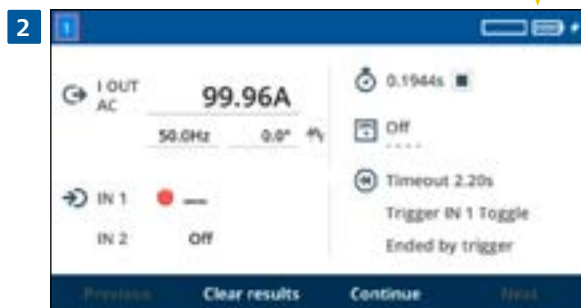 2
1
I OUT
AC
99.96A
50.0Hz
0.0°
IN 1
---
IN 2
Off
0.1944s
Off
Timeout 2.20s
Trigger IN 1 Toggle
Ended by trigger
Previous
Clear results
Continue
Next